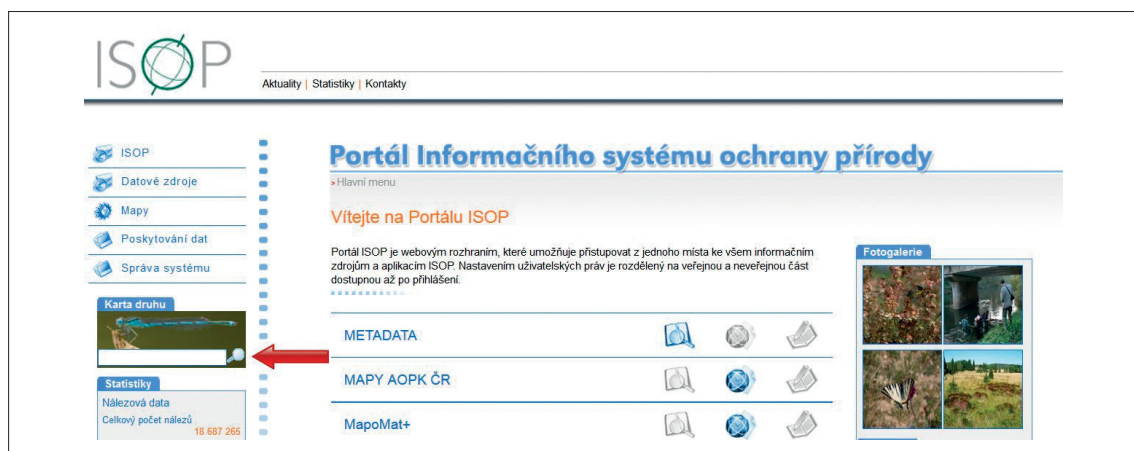 ISOP
Aktuality | Statistiky | Kontakty
ISOP
Datové zdroje
Mapy
Poskytování dat
Správa systému
Karta druhu
Statistiky
Nálezová data
Celkový počet nálezů
18 687 265
Portál Informačního systému ochrany přírody
>Hlavní menu
Vítejte na Portálu ISOP
Portál ISOP je webovým rozhraním, které umožňuje přistupovat z jednoho místa ke všem informačním
zdrojům a aplikacím ISOP. Nastavením uživatelských práv je rozdělený na veřejnou a neveřejnou část
dostupnou až po přihlášení.
METADATA
MAPY AOPK ČR
MapoMat+
Fotogalerie